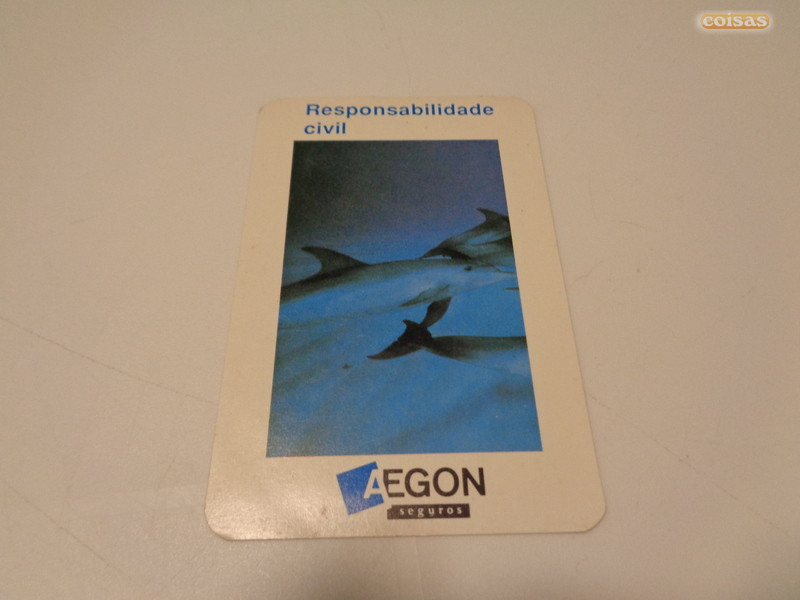 coisas
Responsabilidade
civil
AEGON
seguros